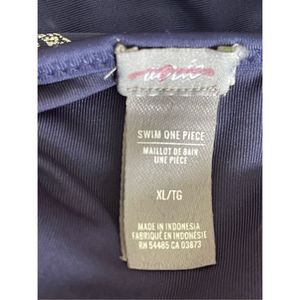 SWIM ONE PIECE
MAILLOT DE BAIN
UNE PIÈCE
XL/TG
MADE IN INDONESIA
FABRIQUÉ EN INDONÉSIE
RN 54485 CA 03873